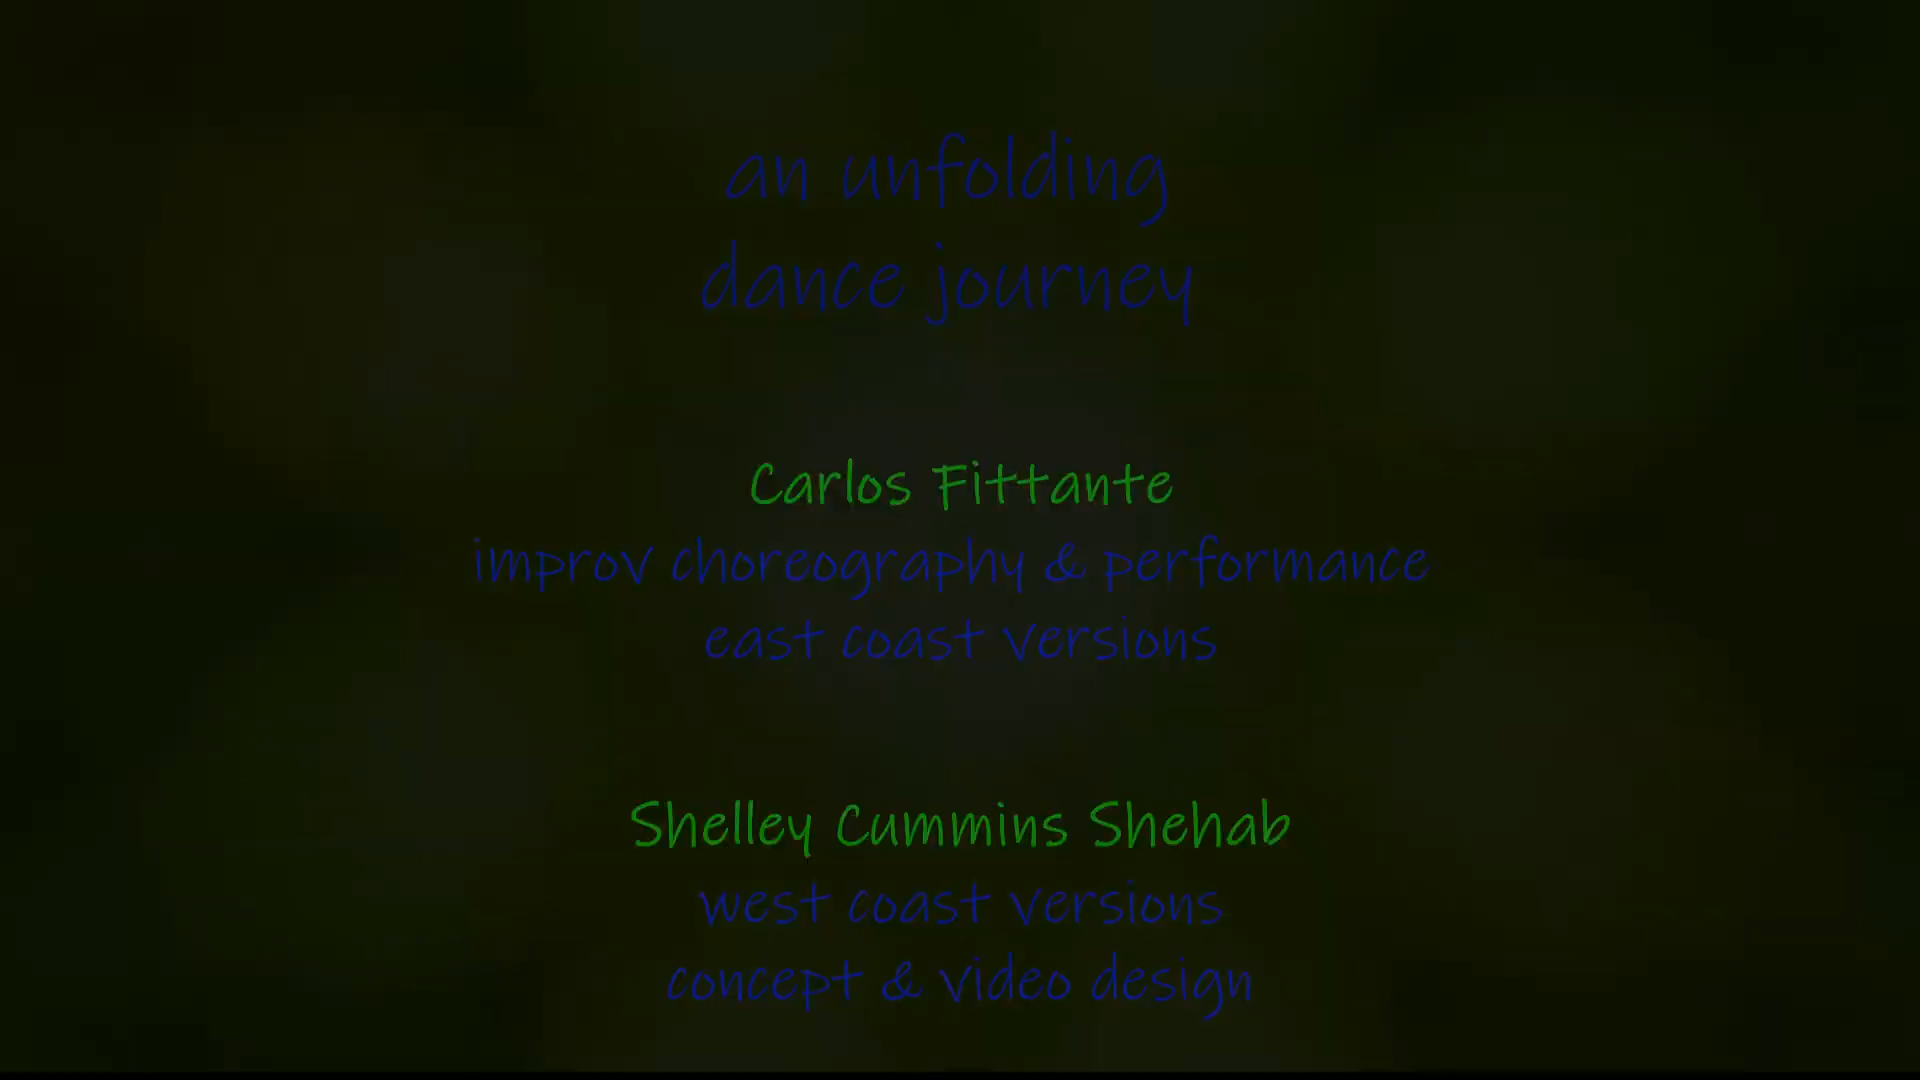 an unfolding
dance journey
Carlos Fittante
improv choreography & performance
east coast versions
Shelley Cummins Shehab
west coast versions
concept & video design